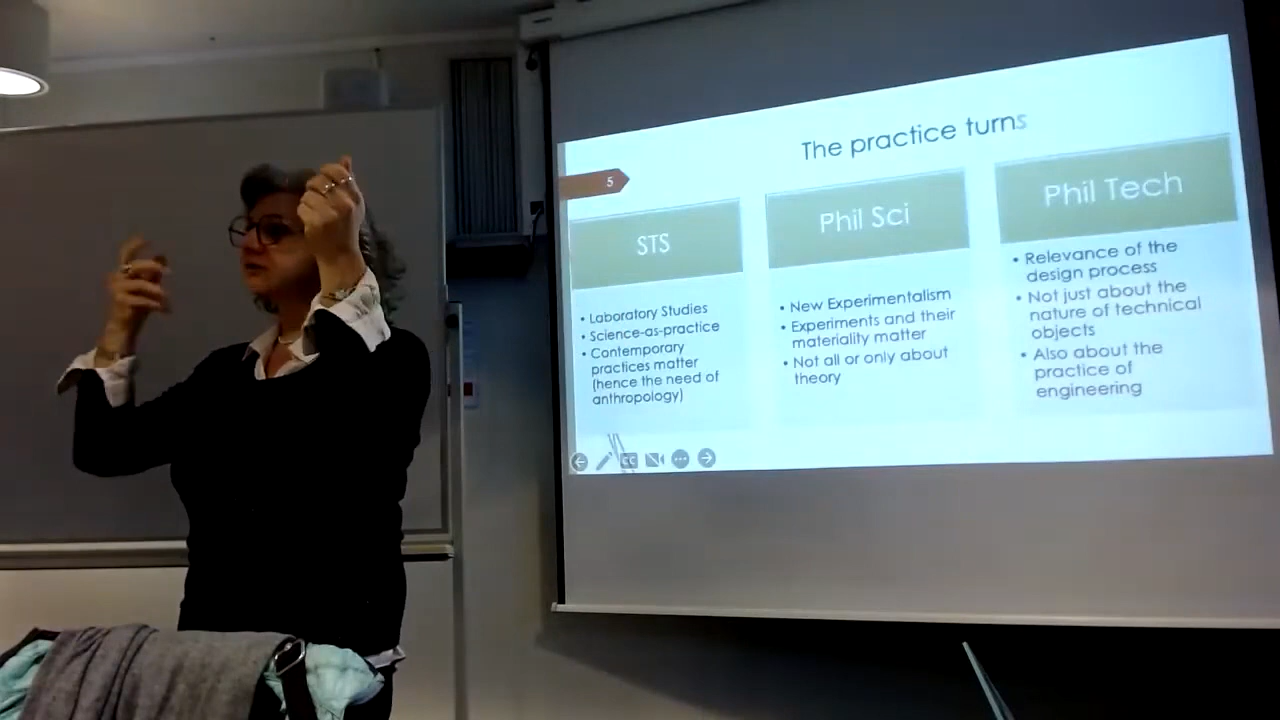 The practice turns
5
STS
• Laboratory Studies
• Science-as-practice
• Contemporary
practices matter
(hence the need of
anthropology)
Phil Sci
• New Experimentalism
• Experiments and their
materiality matter
• Not all or only about
theory
Phil Tech
• Relevance of the
design process
• Not just about the
nature of technical
objects
• Also about the
practice of
engineering
CC